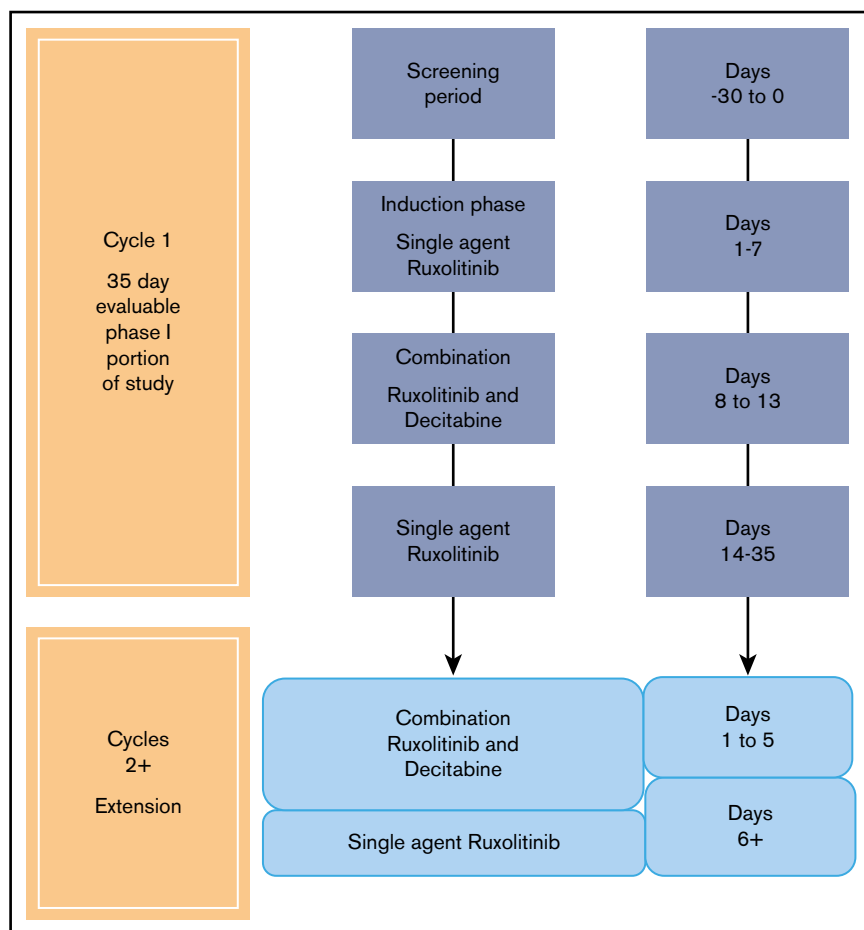 Cycle 1
35 day
evaluable
phase I
portion
of study
Screening
period
Days
-30 to 0
Induction phase
Single agent
Ruxolitinib
Days
1-7
Combination
Ruxolitinib and
Decitabine
Days
8 to 13
Single agent
Ruxolitinib
Days
14-35
Cycles
2+
Extension
Combination
Ruxolitinib and
Decitabine
Days
1 to 5
Single agent Ruxolitinib
Days
6+